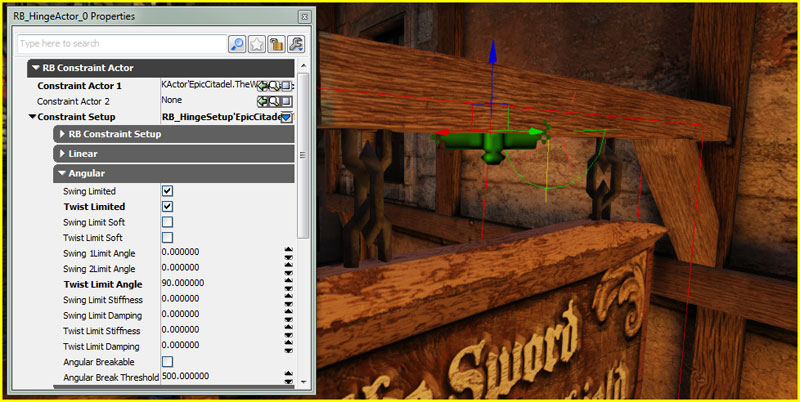 RB_HingeActor_0 Properties
Type here to search
RB Constraint Actor
Constraint Actor 1 KActor'EpicCitadel.TheW
Constraint Actor 2 None
Constraint Setup RB_HingeSetup'EpicCitade
RB Constraint Setup
Linear
Angular
Swing Limited
Twist Limited
Swing Limit Soft
Twist Limit Soft
Swing 1Limit Angle 0.000000
Swing 2Limit Angle 0.000000
Twist Limit Angle 90.000000
Swing Limit Stiffness 0.000000
Swing Limit Damping 0.000000
Twist Limit Stiffness 0.000000
Twist Limit Damping 0.000000
Angular Breakable
Angular Break Threshold 500.000000
Sword